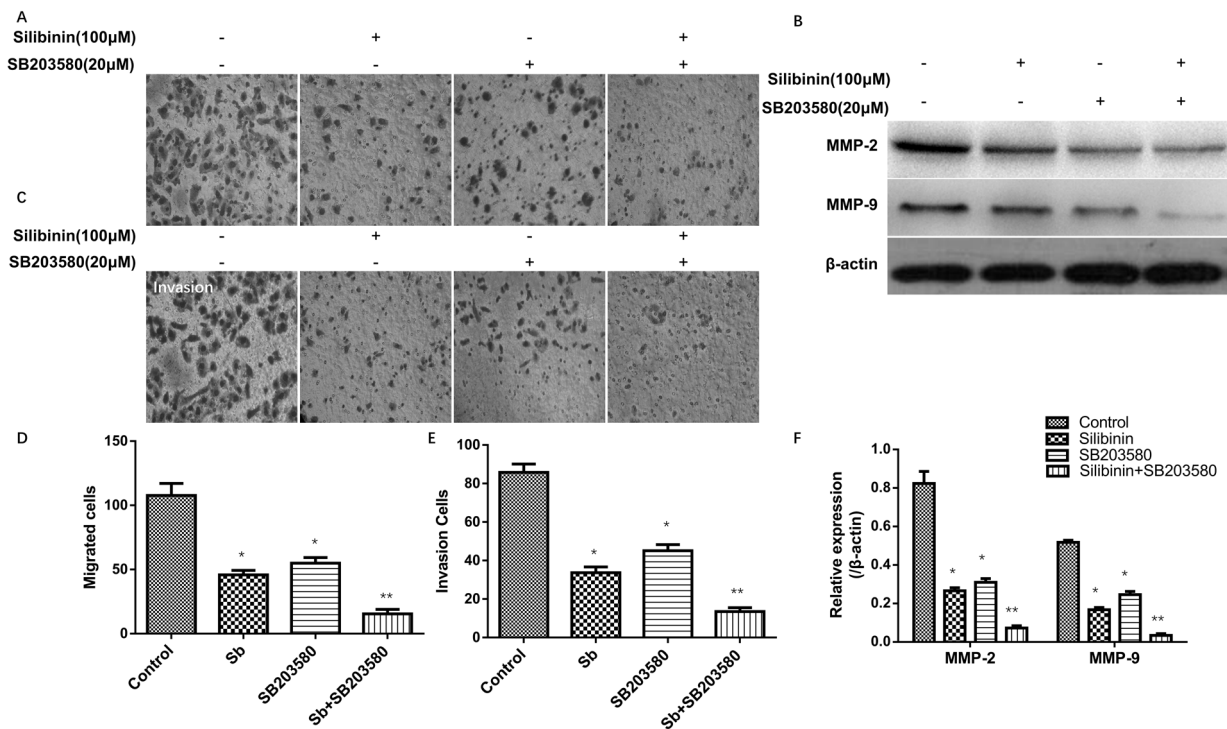 A
Silibinin(100μM) - + - +
SB203580(20μM) - - + +
B
- + - +
Silibinin(100μM)
SB203580(20μM) - - + +
MMP-2
MMP-9
β-actin
C
Silibinin(100μM) - + - +
SB203580(20μM) - - + +
Invasion
D
Migrated cells
150
100
50
0
* * **
Control Sb SB203580 Sb+SB203580
E
Invasion Cells
100
80
60
40
20
0
* * **
Control Sb SB203580 Sb+SB203580
F
Control
Silibinin
SB203580
Silibinin+SB203580
Relative expression
(/β-actin)
1.0
0.8
0.6
0.4
0.2
0.0
* * ** * * **
MMP-2 MMP-9